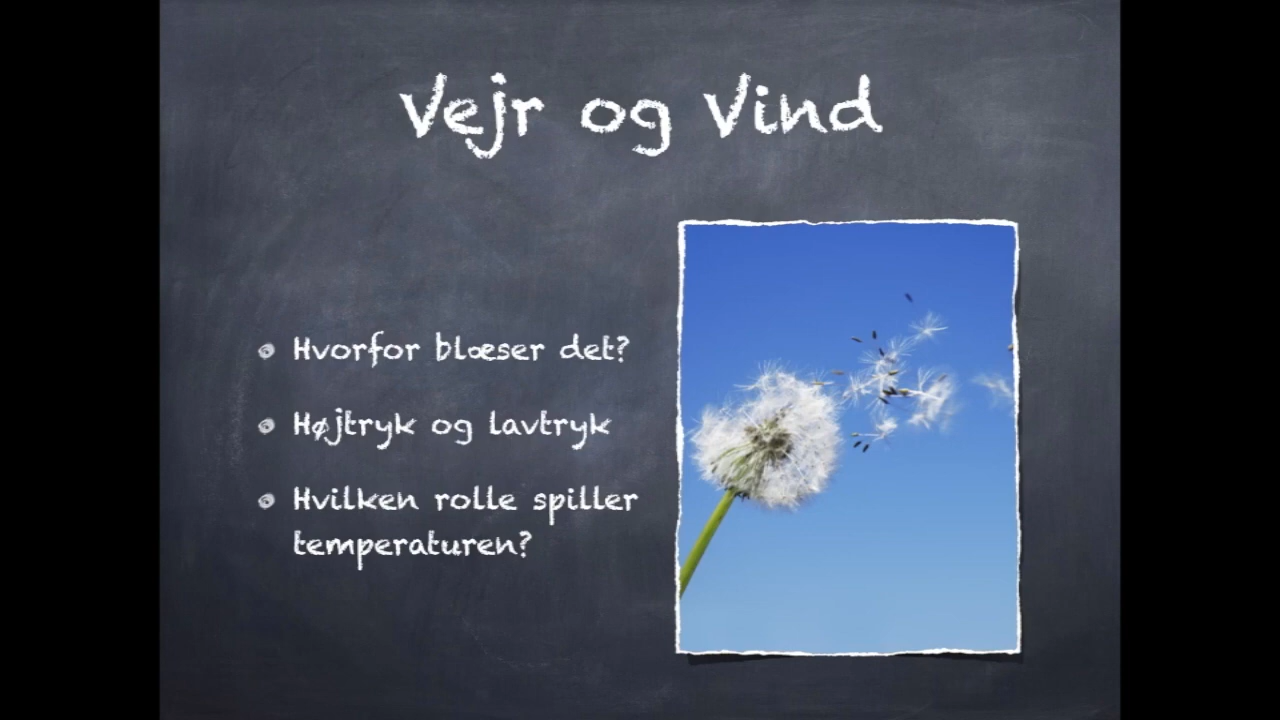 Vejr og Vind
Hvorfor blæser det?
Højtryk og lavtryk
Hvilken rolle spiller
temperaturen?